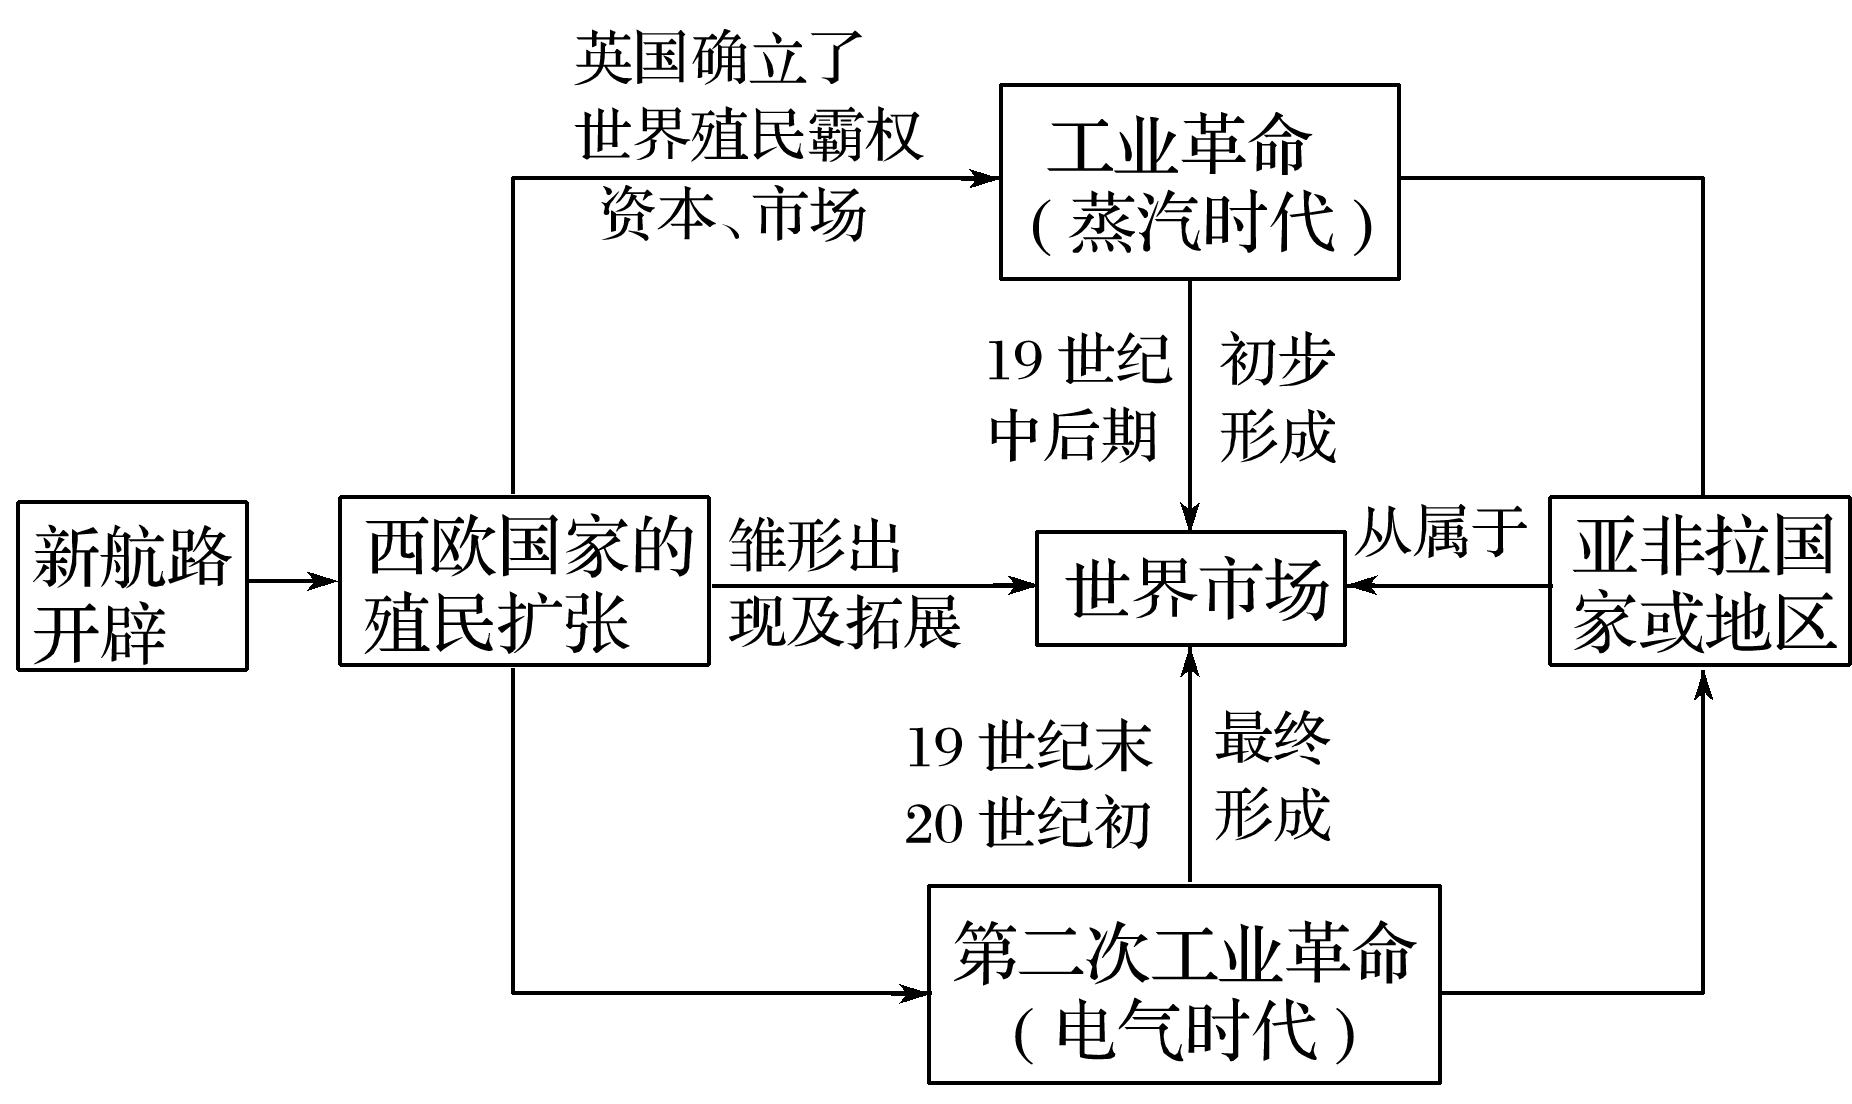 英国确立了
世界殖民霸权
资本、市场
工业革命
(蒸汽时代)
19世纪
中后期
初步
形成
新航路
开辟
西欧国家的
殖民扩张
雏形出
现及拓展
世界市场
从属于
亚非拉国
家或地区
19世纪末
20世纪初
最终
形成
第二次工业革命
(电气时代)